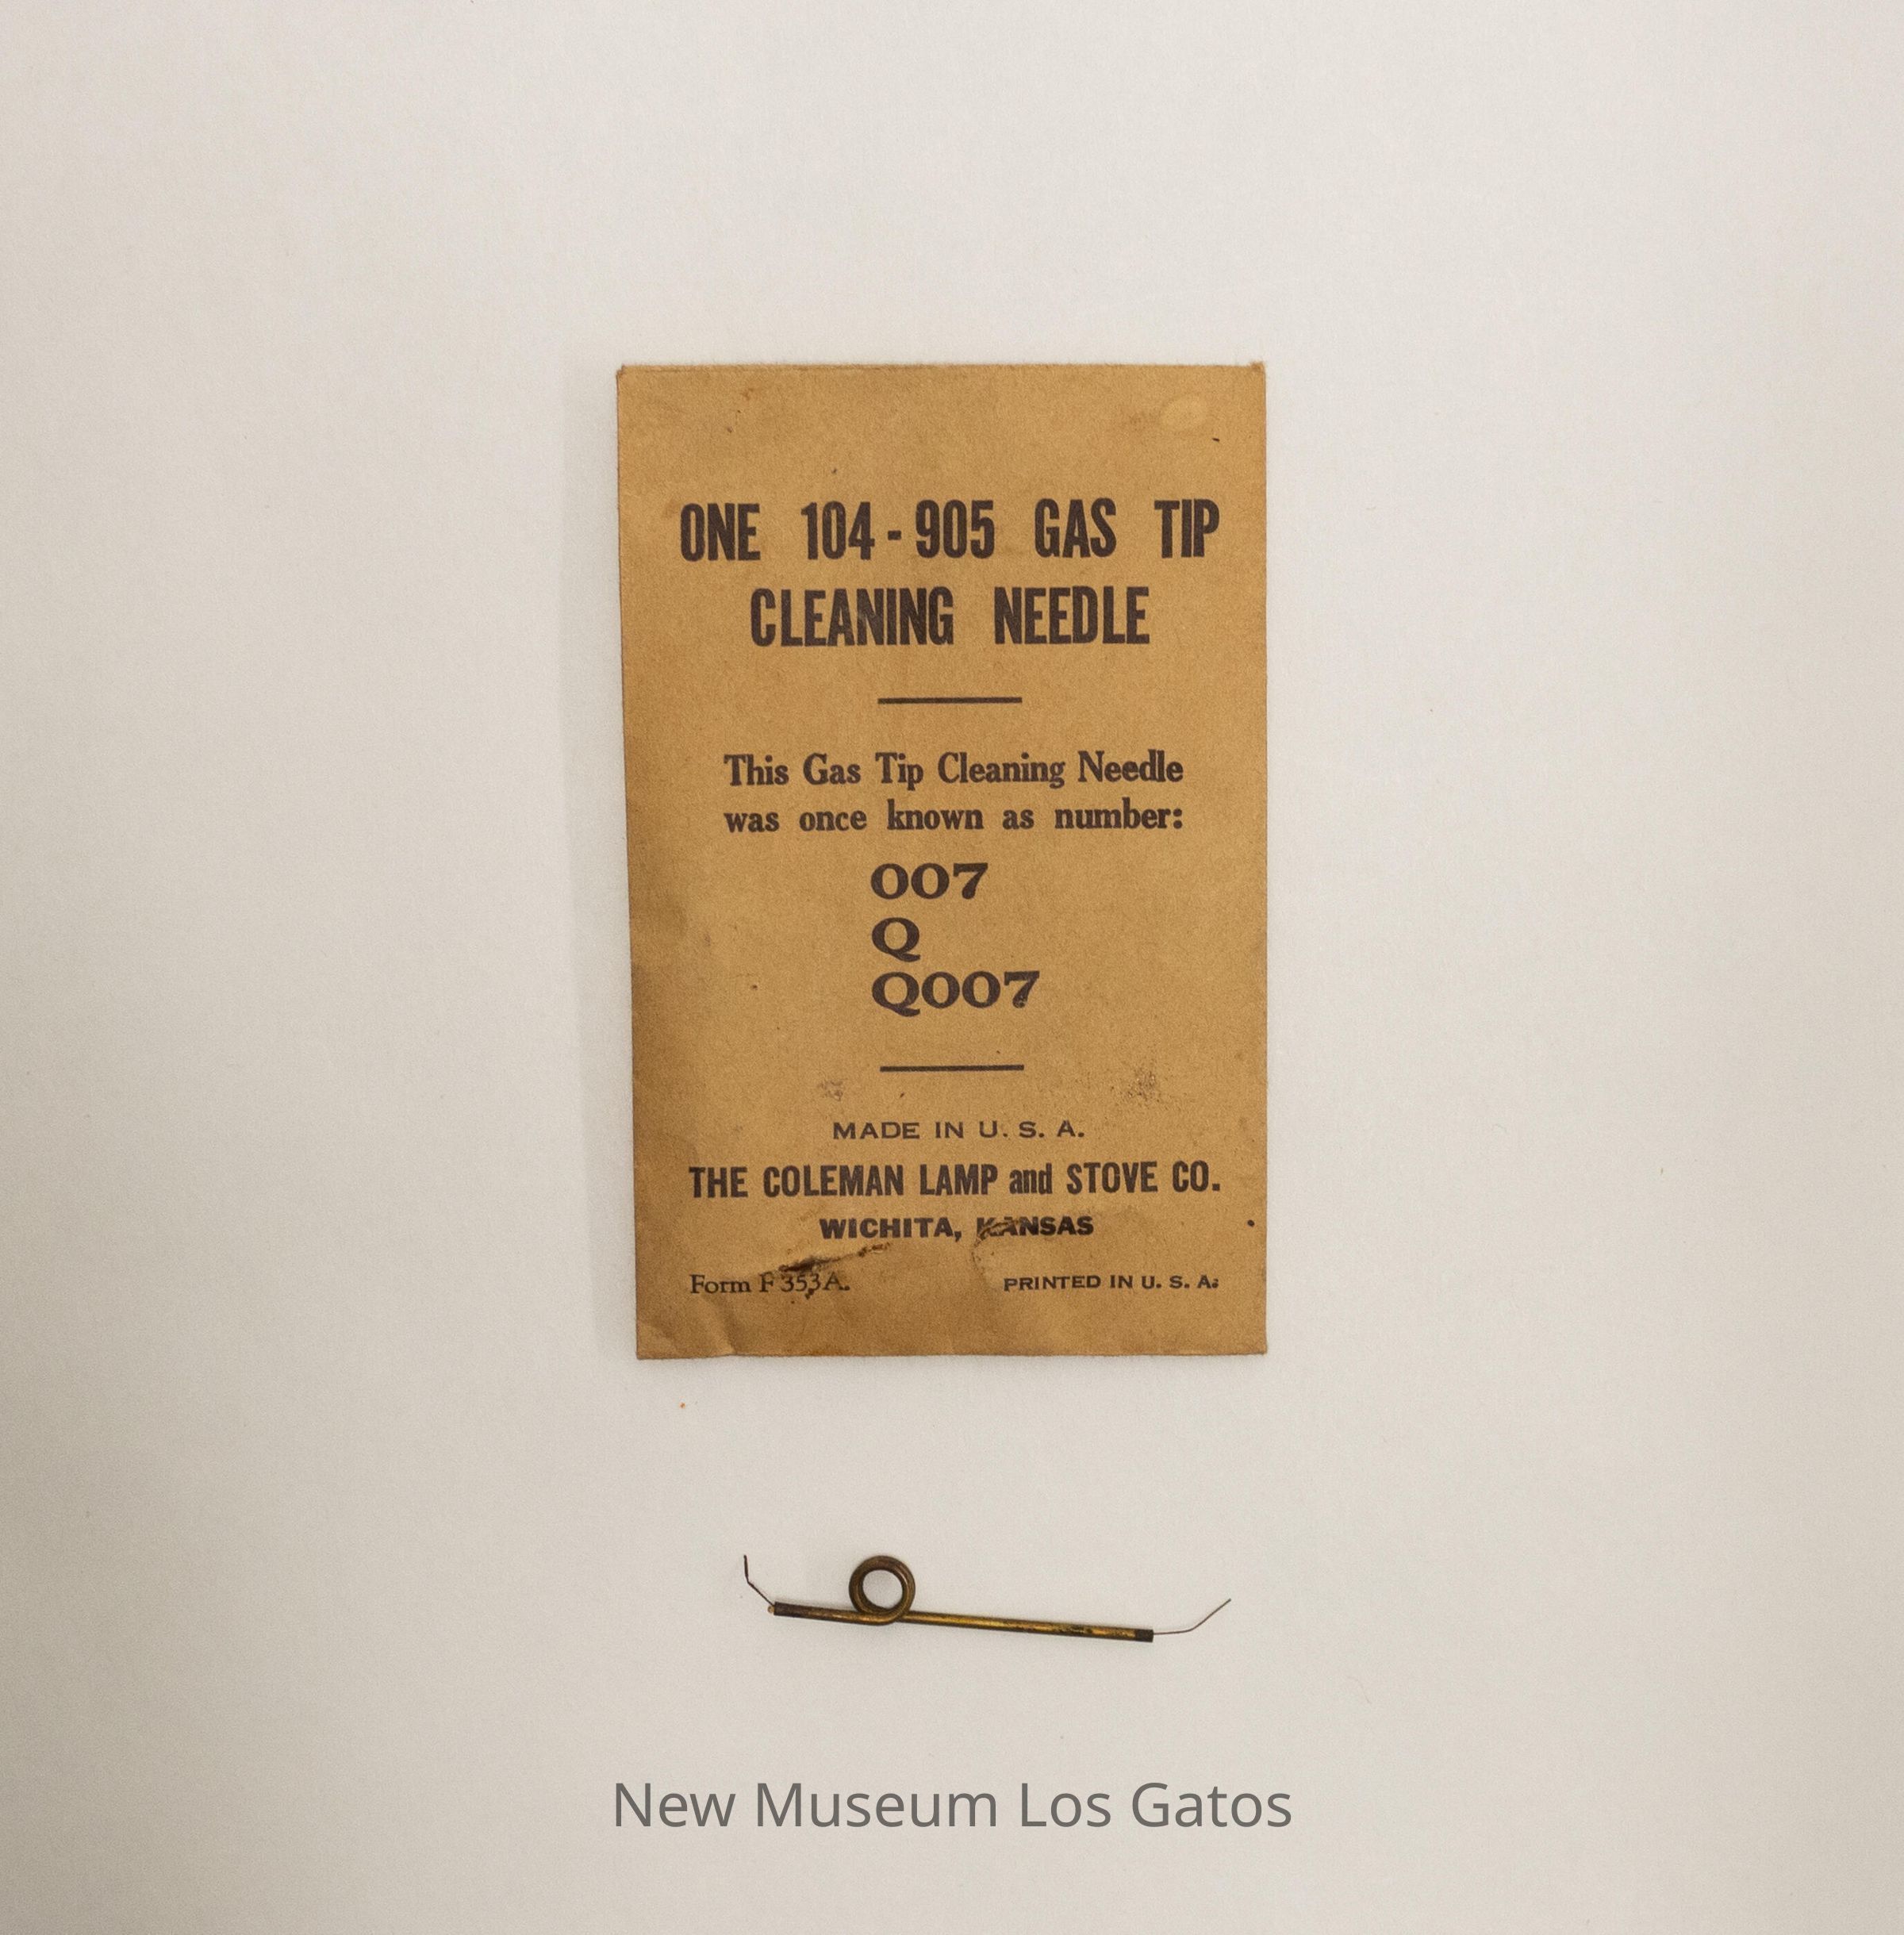 ONE 104-905 GAS TIP
CLEANING NEEDLE
This Gas Tip Cleaning Needle
was once known as number:
007
Q
Q007
MADE IN U. S. A.
THE COLEMAN LAMP and STOVE CO.
WICHITA, KANSAS
Form F 353A. PRINTED IN U. S. A.
New Museum Los Gatos